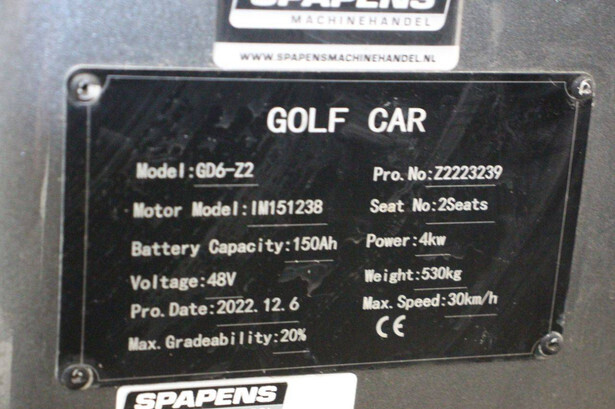 SPAPENS
MACHINEHANDEL
WWW.SPAPENSMACHINEHANDEL.NL
GOLF CAR
Model:GD6-Z2
Pro.No:Z2223239
Motor Model:IM151238
Seat No:2Seats
Battery Capacity:150Ah
Power:4kw
Voltage:48V
Weight:530kg
Pro.Date:2022.12.6
Max.Speed:30km/h
Max.Gradeability:20%
CE
SPAPENS